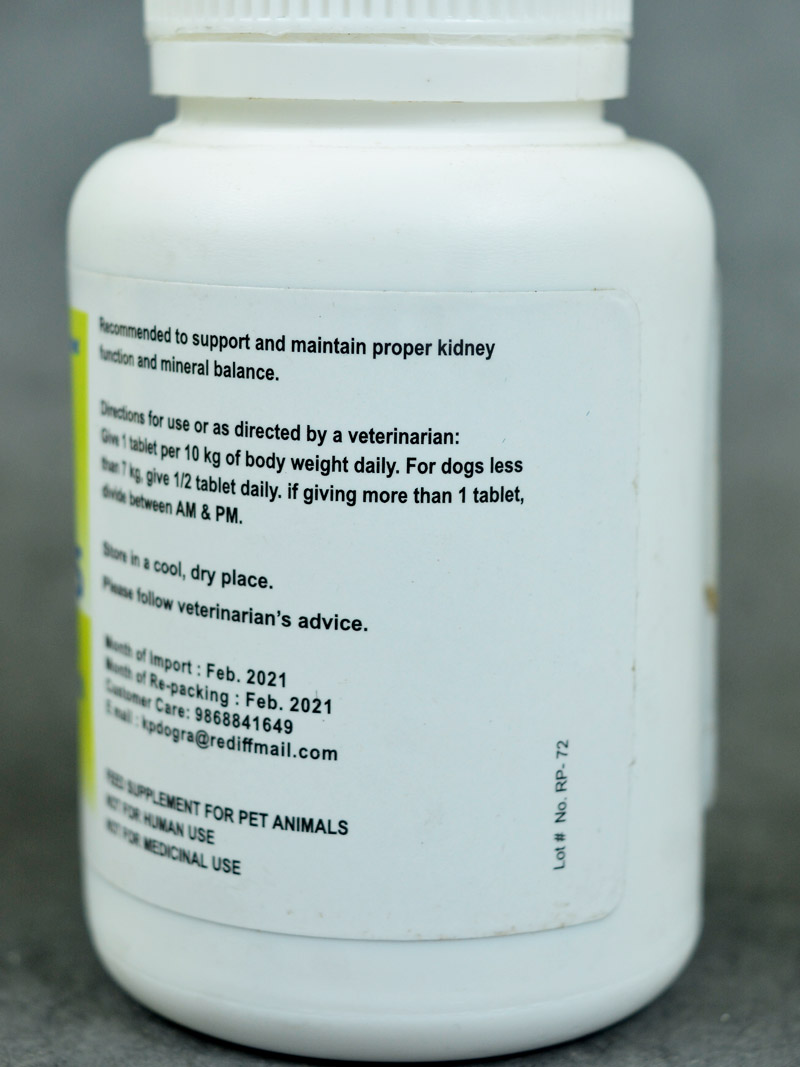 Recommended to support and maintain proper kidney
function and mineral balance.
Directions for use or as directed by a veterinarian:
Give 1 tablet per 10 kg of body weight daily. For dogs less
than 7 kg, give 1/2 tablet daily. if giving more than 1 tablet,
divide between AM & PM.
Store in a cool, dry place.
Please follow veterinarian's advice.
Month of Import : Feb. 2021
Month of Re-packing : Feb. 2021
Customer Care: 9868841649
E mail : kpdogra@rediffmail.com
FEED SUPPLEMENT FOR PET ANIMALS
NOT FOR HUMAN USE
NOT FOR MEDICINAL USE
Lot # No. RP- 72